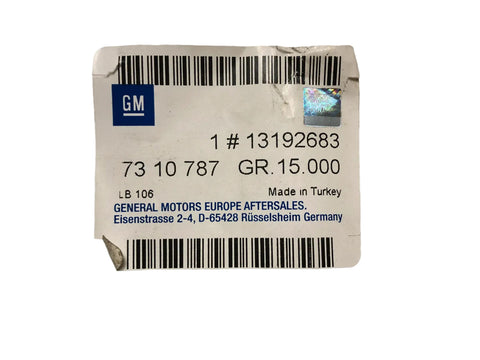 GM
1 # 13192683
73 10 787 GR.15.000
LB 106 Made in Turkey
GENERAL MOTORS EUROPE AFTERSALES.
Eisenstrasse 2-4, D-65428 Rüsselsheim Germany